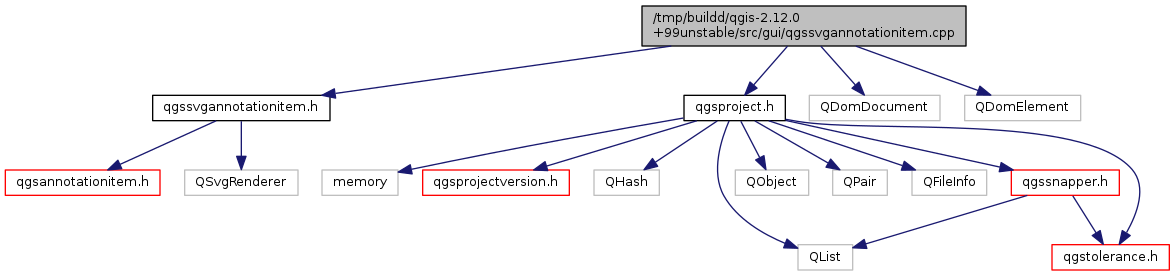 /tmp/buildd/qgis-2.12.0
+99unstable/src/gui/qgssvgannotationitem.cpp
qgssvgannotationitem.h
qgsproject.h
QDomDocument
QDomElement
qgsannotationitem.h
QSvgRenderer
memory
qgsprojectversion.h
QHash
QObject
QPair
QFileInfo
qgssnapper.h
QList
qgstolerance.h